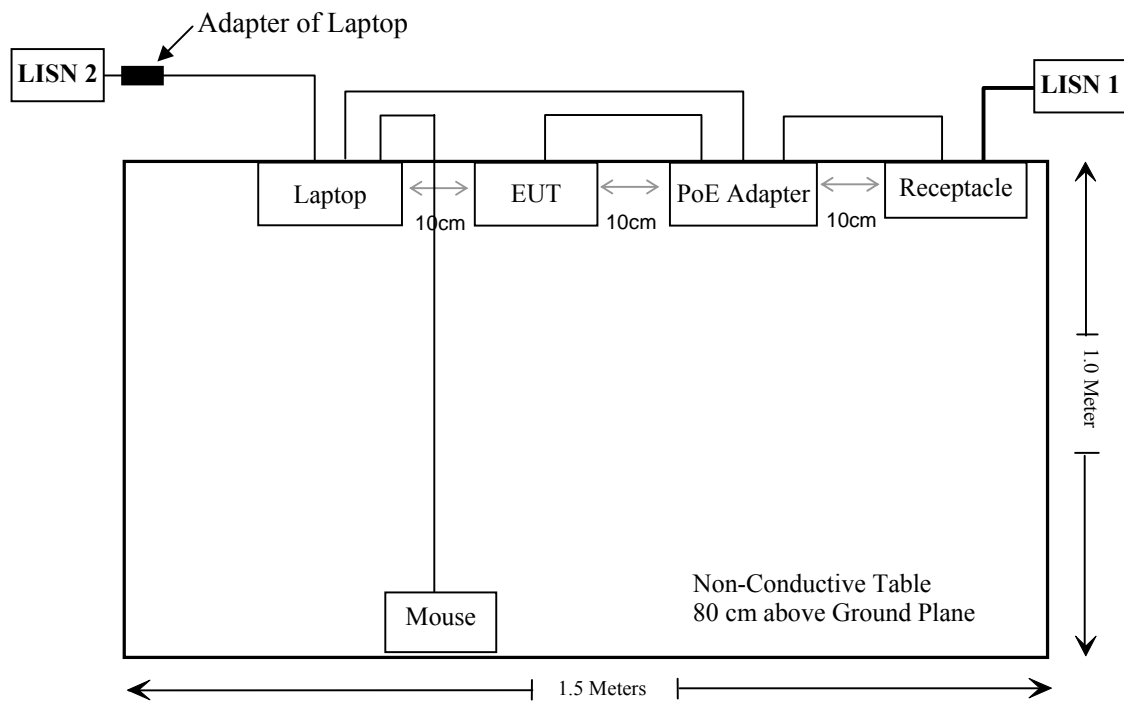 Adapter of Laptop
LISN 2
LISN 1
Laptop
EUT
PoE Adapter
Receptacle
10cm
10cm
10cm
1.0 Meter
Non-Conductive Table
80 cm above Ground Plane
Mouse
1.5 Meters